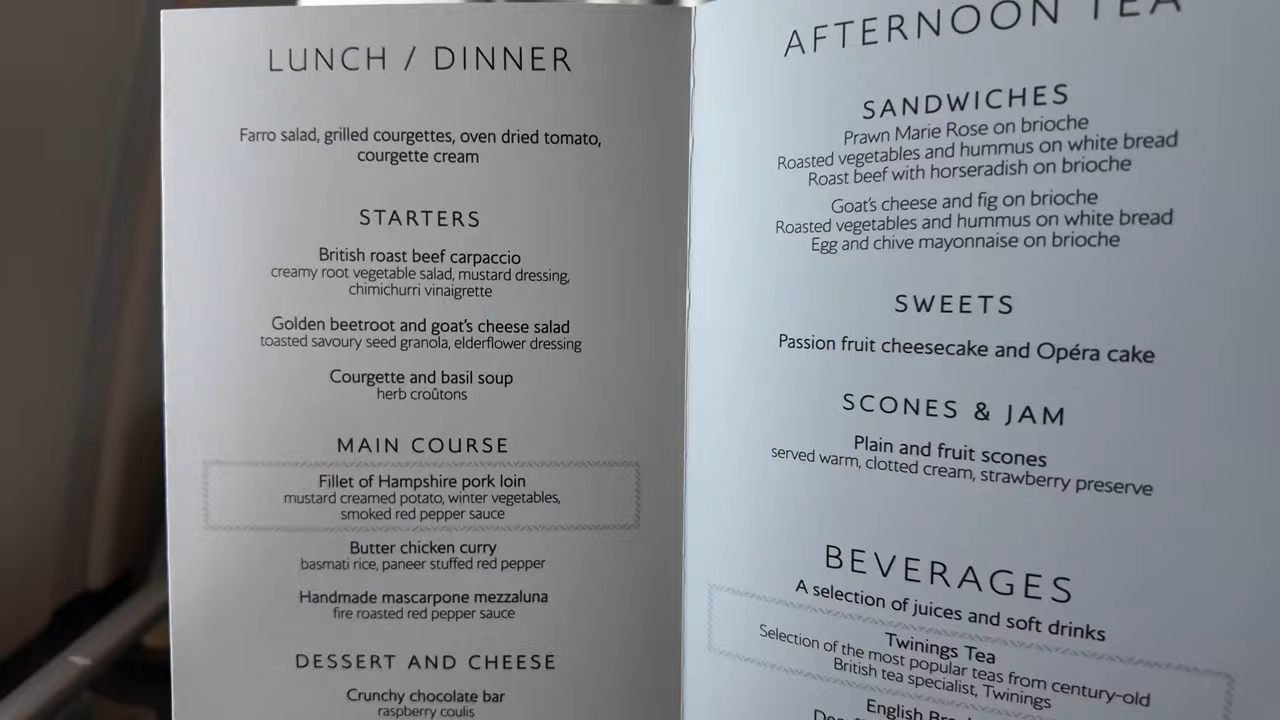 LUNCH / DINNER
Farro salad, grilled courgettes, oven dried tomato,
courgette cream
STARTERS
British roast beef carpaccio
creamy root vegetable salad, mustard dressing,
chimichurri vinaigrette
Golden beetroot and goat's cheese salad
toasted savoury seed granola, elderflower dressing
Courgette and basil soup
herb croûtons
MAIN COURSE
Fillet of Hampshire pork loin
mustard creamed potato, winter vegetables,
smoked red pepper sauce
Butter chicken curry
basmati rice, paneer stuffed red pepper
Handmade mascarpone mezzaluna
fire roasted red pepper sauce
DESSERT AND CHEESE
Crunchy chocolate bar
raspberry coulis
AFTERNOON TEA
SANDWICHES
Prawn Marie Rose on brioche
Roasted vegetables and hummus on white bread
Roast beef with horseradish on brioche
Goat's cheese and fig on brioche
Roasted vegetables and hummus on white bread
Egg and chive mayonnaise on brioche
SWEETS
Passion fruit cheesecake and Opéra cake
SCONES & JAM
Plain and fruit scones
served warm, clotted cream, strawberry preserve
BEVERAGES
A selection of juices and soft drinks
Twinings Tea
Selection of the most popular teas from century-old
British tea specialist, Twinings
English